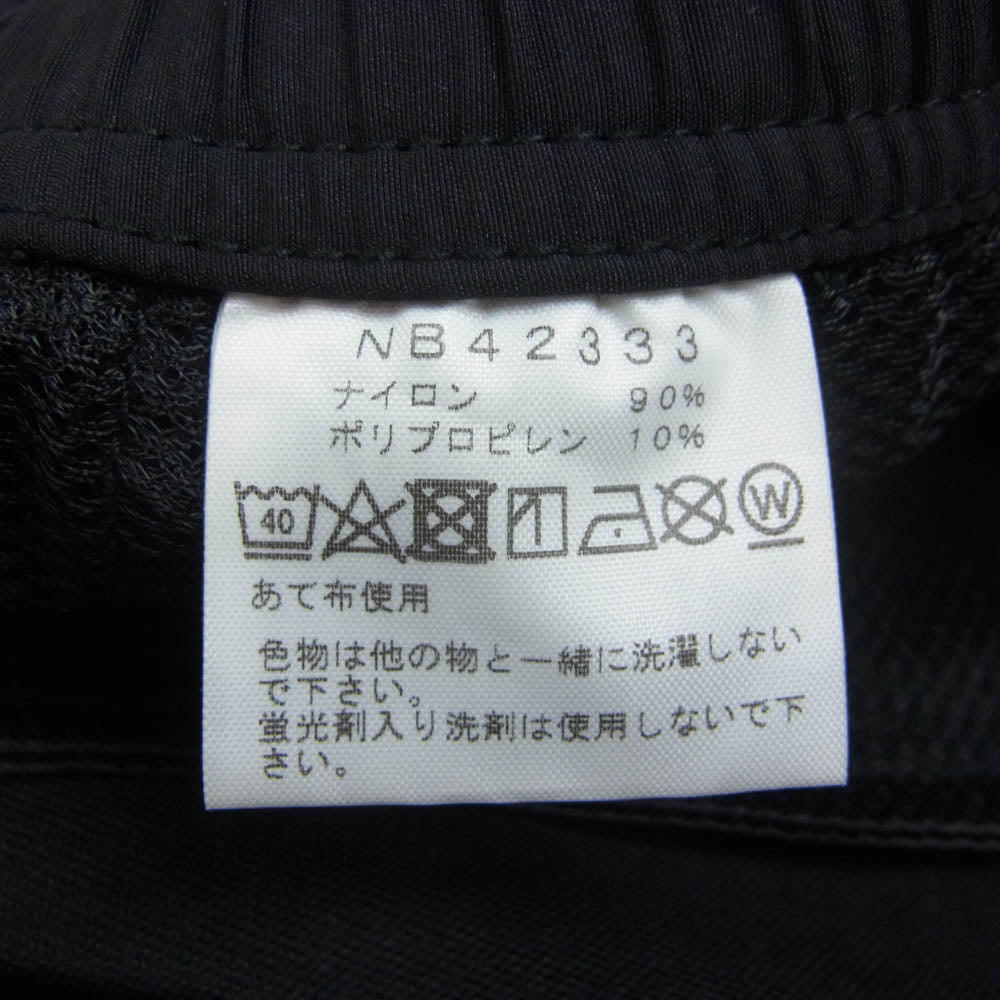 NB42333
ナイロン 90%
ポリプロピレン 10%
40 W
あて布使用
色物は他の物と一緒に洗濯しない
で下さい。
蛍光剤入り洗剤は使用しないで下
さい。